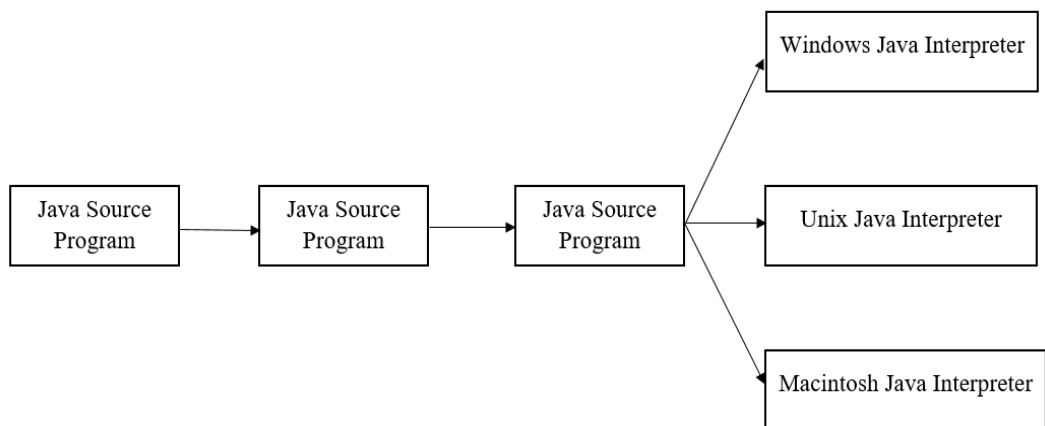 Windows Java Interpreter
Java Source
Program
Java Source
Program
Java Source
Program
Unix Java Interpreter
Macintosh Java Interpreter